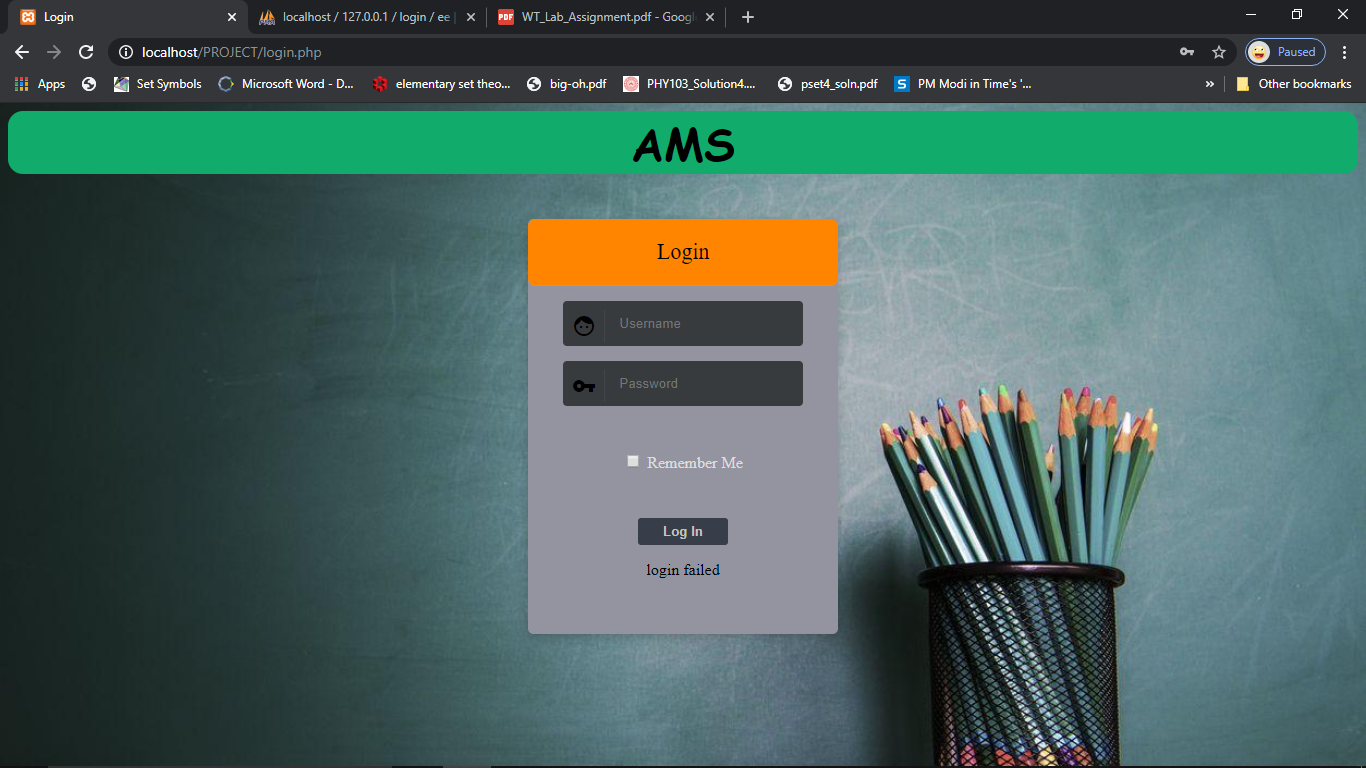 Login
localhost / 127.0.0.1 / login / ee |
PDF
WT_Lab_Assignment.pdf - Google
localhost/PROJECT/login.php
Paused
Apps
Set Symbols
Microsoft Word - D...
elementary set theo...
big-oh.pdf
PHY103_Solution4....
pset4_soln.pdf
S
PM Modi in Time's '...
»
Other bookmarks
AMS
Login
Username
Password
Remember Me
Log In
login failed